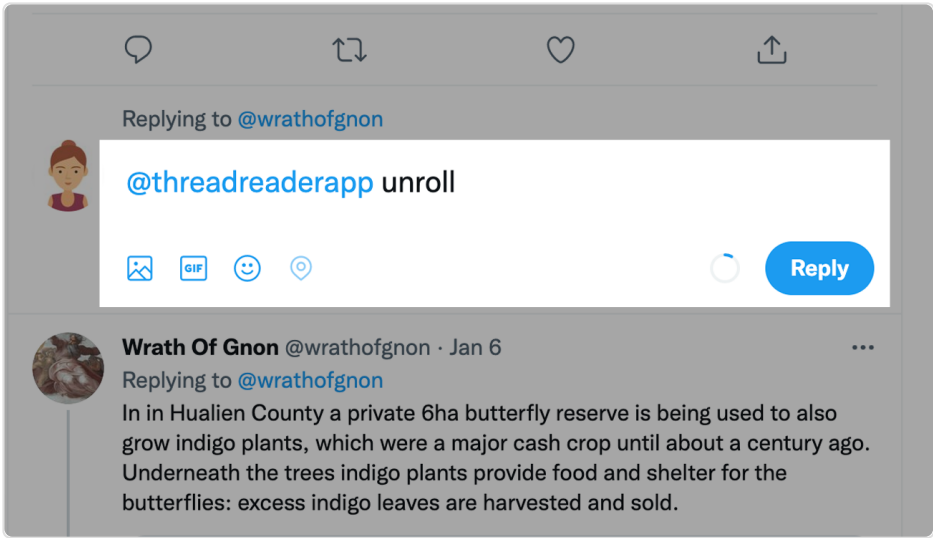 Replying to @wrathofgnon
@threadreaderapp unroll
GIF
Reply
Wrath Of Gnon @wrathofgnon · Jan 6
Replying to @wrathofgnon
In in Hualien County a private 6ha butterfly reserve is being used to also
grow indigo plants, which were a major cash crop until about a century ago.
Underneath the trees indigo plants provide food and shelter for the
butterflies: excess indigo leaves are harvested and sold.